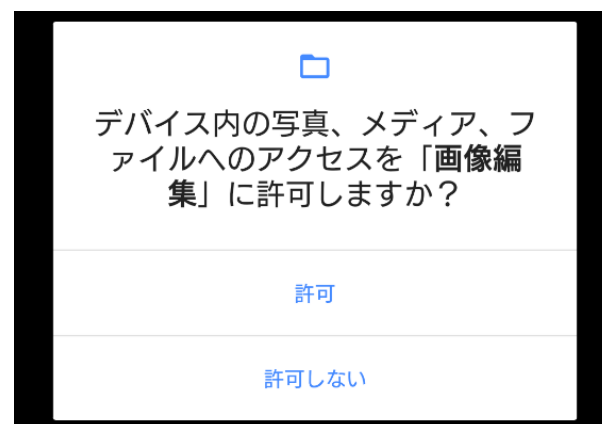 デバイス内の写真、メディア、フ
ァイルへのアクセスを「画像編
集」に許可しますか？
許可
許可しない